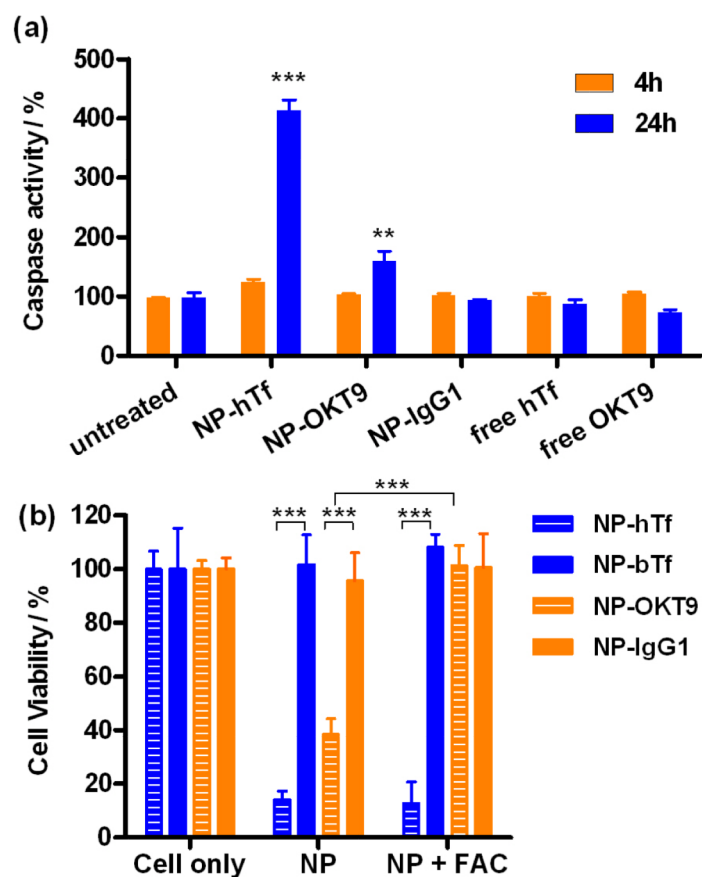 (a)
Caspase activity / %
500
400
300
200
100
0
***
**
4h
24h
untreated
NP-hTf
NP-OKT9
NP-IgG1
free hTf
free OKT9
(b)
Cell Viability / %
120
100
80
60
40
20
0
***
*** *** ***
NP-hTf
NP-bTf
NP-OKT9
NP-IgG1
Cell only NP NP + FAC